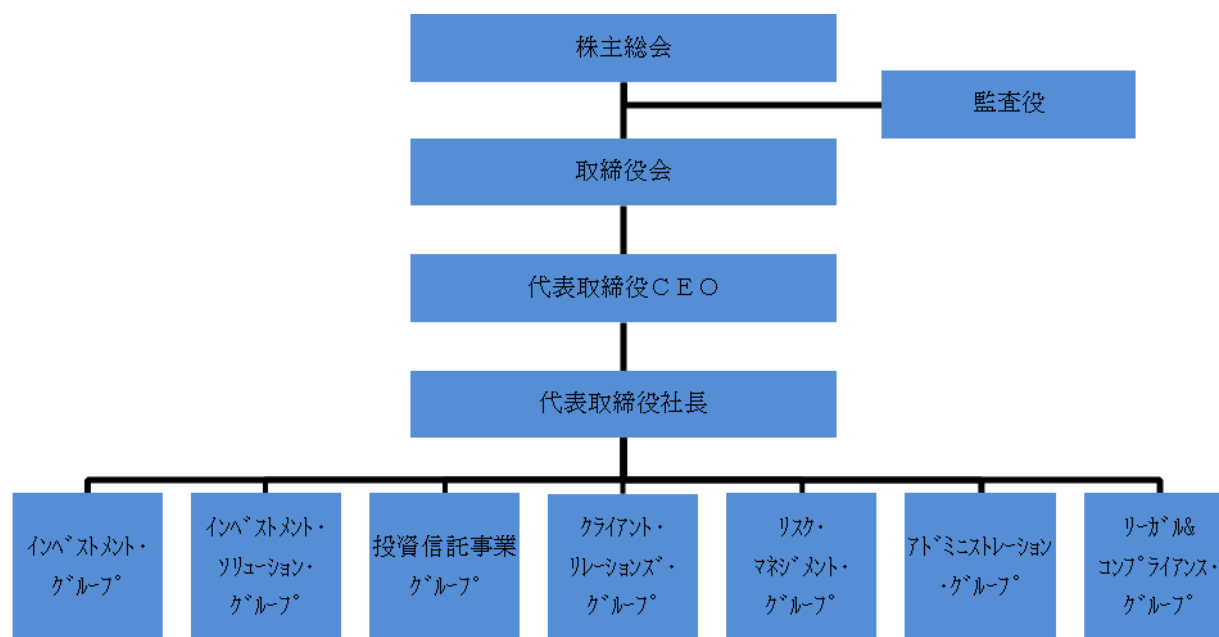 株主総会
監査役
取締役会
代表取締役ＣＥＯ
代表取締役社長
ｲﾝﾍﾞｽﾄﾒﾝﾄ・
ｸﾞﾙｰﾌﾟ
ｲﾝﾍﾞｽﾄﾒﾝﾄ・
ｿﾘｭｰｼｮﾝ・
ｸﾞﾙｰﾌﾟ
投資信託事業
ｸﾞﾙｰﾌﾟ
ｸﾗｲｱﾝﾄ・
ﾘﾚｰｼｮﾝｽﾞ・
ｸﾞﾙｰﾌﾟ
ﾘｽｸ・
ﾏﾈｼﾞﾒﾝﾄ・
ｸﾞﾙｰﾌﾟ
ｱﾄﾞﾐﾆｽﾄﾚｰｼｮﾝ
・ｸﾞﾙｰﾌﾟ
ﾘｰｶﾞﾙ&
ｺﾝﾌﾟﾗｲｱﾝｽ・
ｸﾞﾙｰﾌﾟ